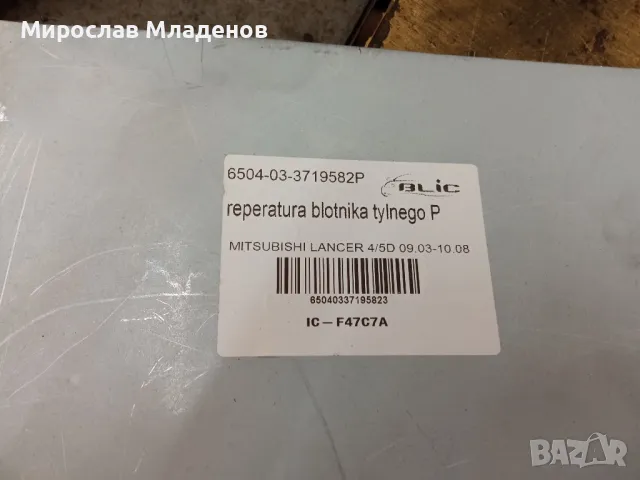 Мирослав Младенов
6504-03-3719582P
BLIC
reperatura blotnika tylnego P
MITSUBISHI LANCER 4/5D 09.03-10.08
65040337195823
IC-F47C7A
BAZAR